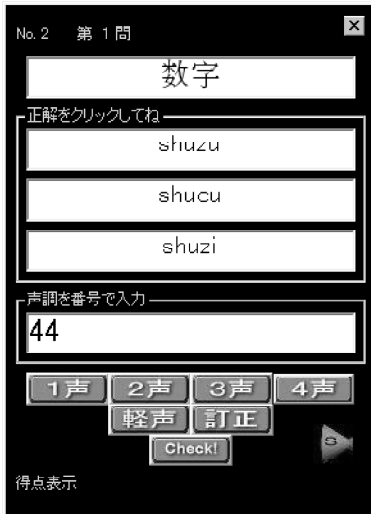 No. 2 第 1 問
数字
正解をクリックしてね
shuzu
shucu
shuzi
声調を番号で入力
44
1声 2声 3声 4声
軽声 訂正
Check!
得点表示